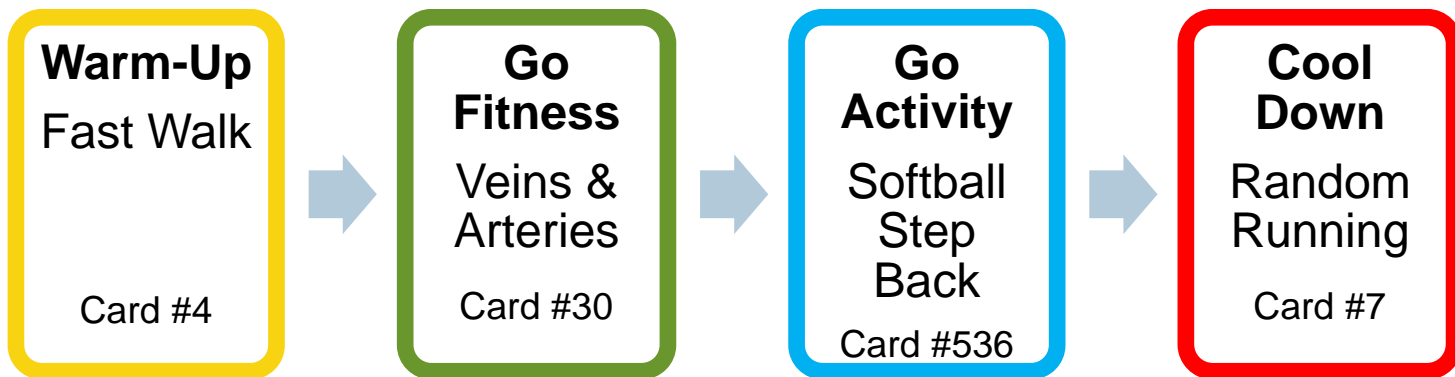 Warm-Up
Fast Walk
Card #4
Go
Fitness
Veins &
Arteries
Card #30
Go
Activity
Softball
Step
Back
Card #536
Cool
Down
Random
Running
Card #7